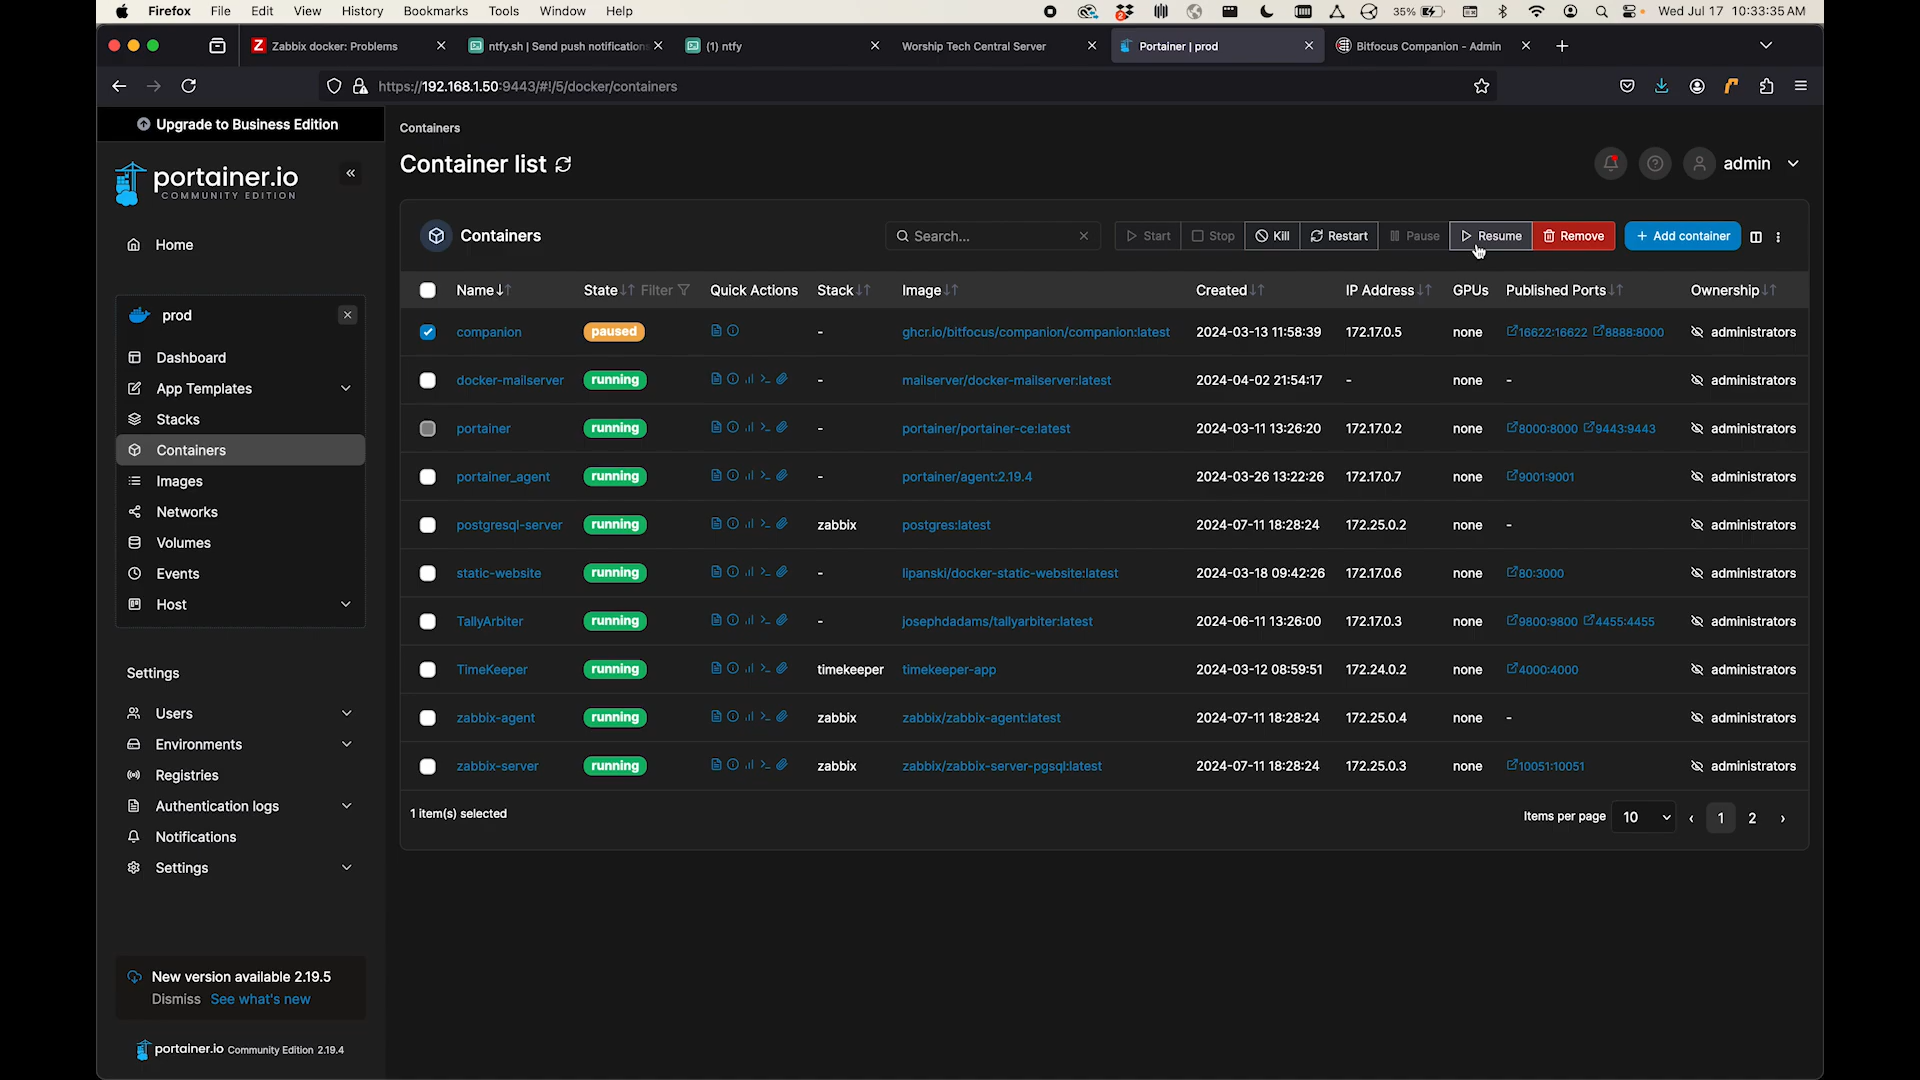 Firefox File Edit View History Bookmarks Tools Window Help 35% Wed Jul 17 10:33:35 AM
Zabbix docker: Problems ntfy.sh | Send push notifications (1) ntfy Worship Tech Central Server Portainer | prod Bitfocus Companion - Admin
https://192.168.1.50:9443/#!/5/docker/containers
Upgrade to Business Edition
portainer.io
COMMUNITY EDITION
Home
prod
Dashboard
App Templates
Stacks
Containers
Images
Networks
Volumes
Events
Host
Settings
Users
Environments
Registries
Authentication logs
Notifications
Settings
New version available 2.19.5
Dismiss See what's new
portainer.io Community Edition 2.19.4
Containers
Container list
admin
Containers Search... Start Stop Kill Restart Pause Resume Remove + Add container
Name State Filter Quick Actions Stack Image Created IP Address GPUs Published Ports Ownership
companion paused - ghcr.io/bitfocus/companion/companion:latest 2024-03-13 11:58:39 172.17.0.5 none 16622:16622 8888:8000 administrators
docker-mailserver running - mailserver/docker-mailserver:latest 2024-04-02 21:54:17 - none - administrators
portainer running - portainer/portainer-ce:latest 2024-03-11 13:26:20 172.17.0.2 none 8000:8000 9443:9443 administrators
portainer_agent running - portainer/agent:2.19.4 2024-03-26 13:22:26 172.17.0.7 none 9001:9001 administrators
postgresql-server running zabbix postgres:latest 2024-07-11 18:28:24 172.25.0.2 none - administrators
static-website running - lipanski/docker-static-website:latest 2024-03-18 09:42:26 172.17.0.6 none 80:3000 administrators
TallyArbiter running - josephdadams/tallyarbiter:latest 2024-06-11 13:26:00 172.17.0.3 none 9800:9800 4455:4455 administrators
TimeKeeper running timekeeper timekeeper-app 2024-03-12 08:59:51 172.24.0.2 none 4000:4000 administrators
zabbix-agent running zabbix zabbix/zabbix-agent:latest 2024-07-11 18:28:24 172.25.0.4 none - administrators
zabbix-server running zabbix zabbix/zabbix-server-pgsql:latest 2024-07-11 18:28:24 172.25.0.3 none 10051:10051 administrators
1 item(s) selected
Items per page 10 ‹ 1 2 ›